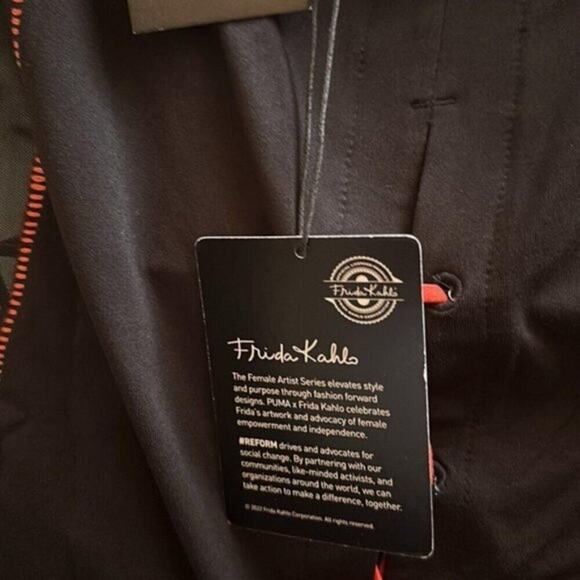 Frida Kahlo
Frida Kahlo
The Female Artist Series elevates style
and purpose through fashion forward
designs. PUMA x Frida Kahlo celebrates
Frida's artwork and advocacy of female
empowerment and independence.
#REFORM drives and advocates for
social change. By partnering with our
communities, like-minded activists, and
organizations around the world, we can
take action to make a difference, together.
© 2022 Frida Kahlo Corporation. All rights reserved.